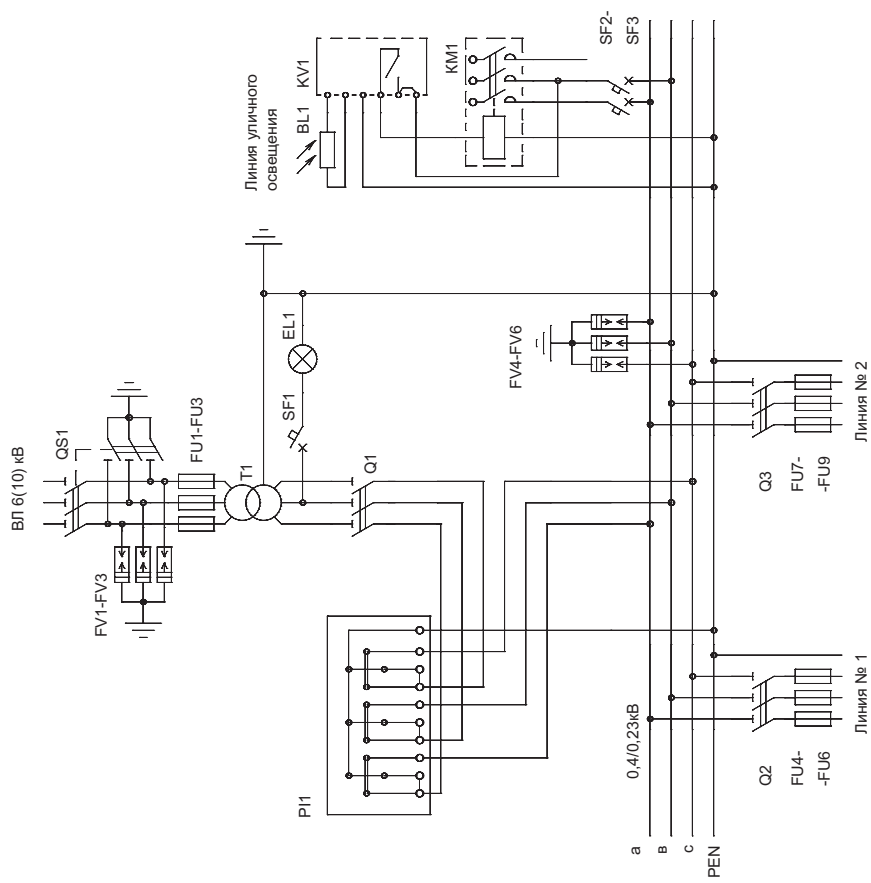 ВЛ 6(10) кВ
QS1
FV1-FV3
FU1-FU3
T1
SF1
EL1
Q1
PI1
Линия уличного
освещения
BL1
KV1
KM1
SF2-
SF3
FV4-FV6
0,4/0,23кВ
а
в
с
PEN
Q2
FU4-
-FU6
Линия № 1
Q3
FU7-
-FU9
Линия № 2